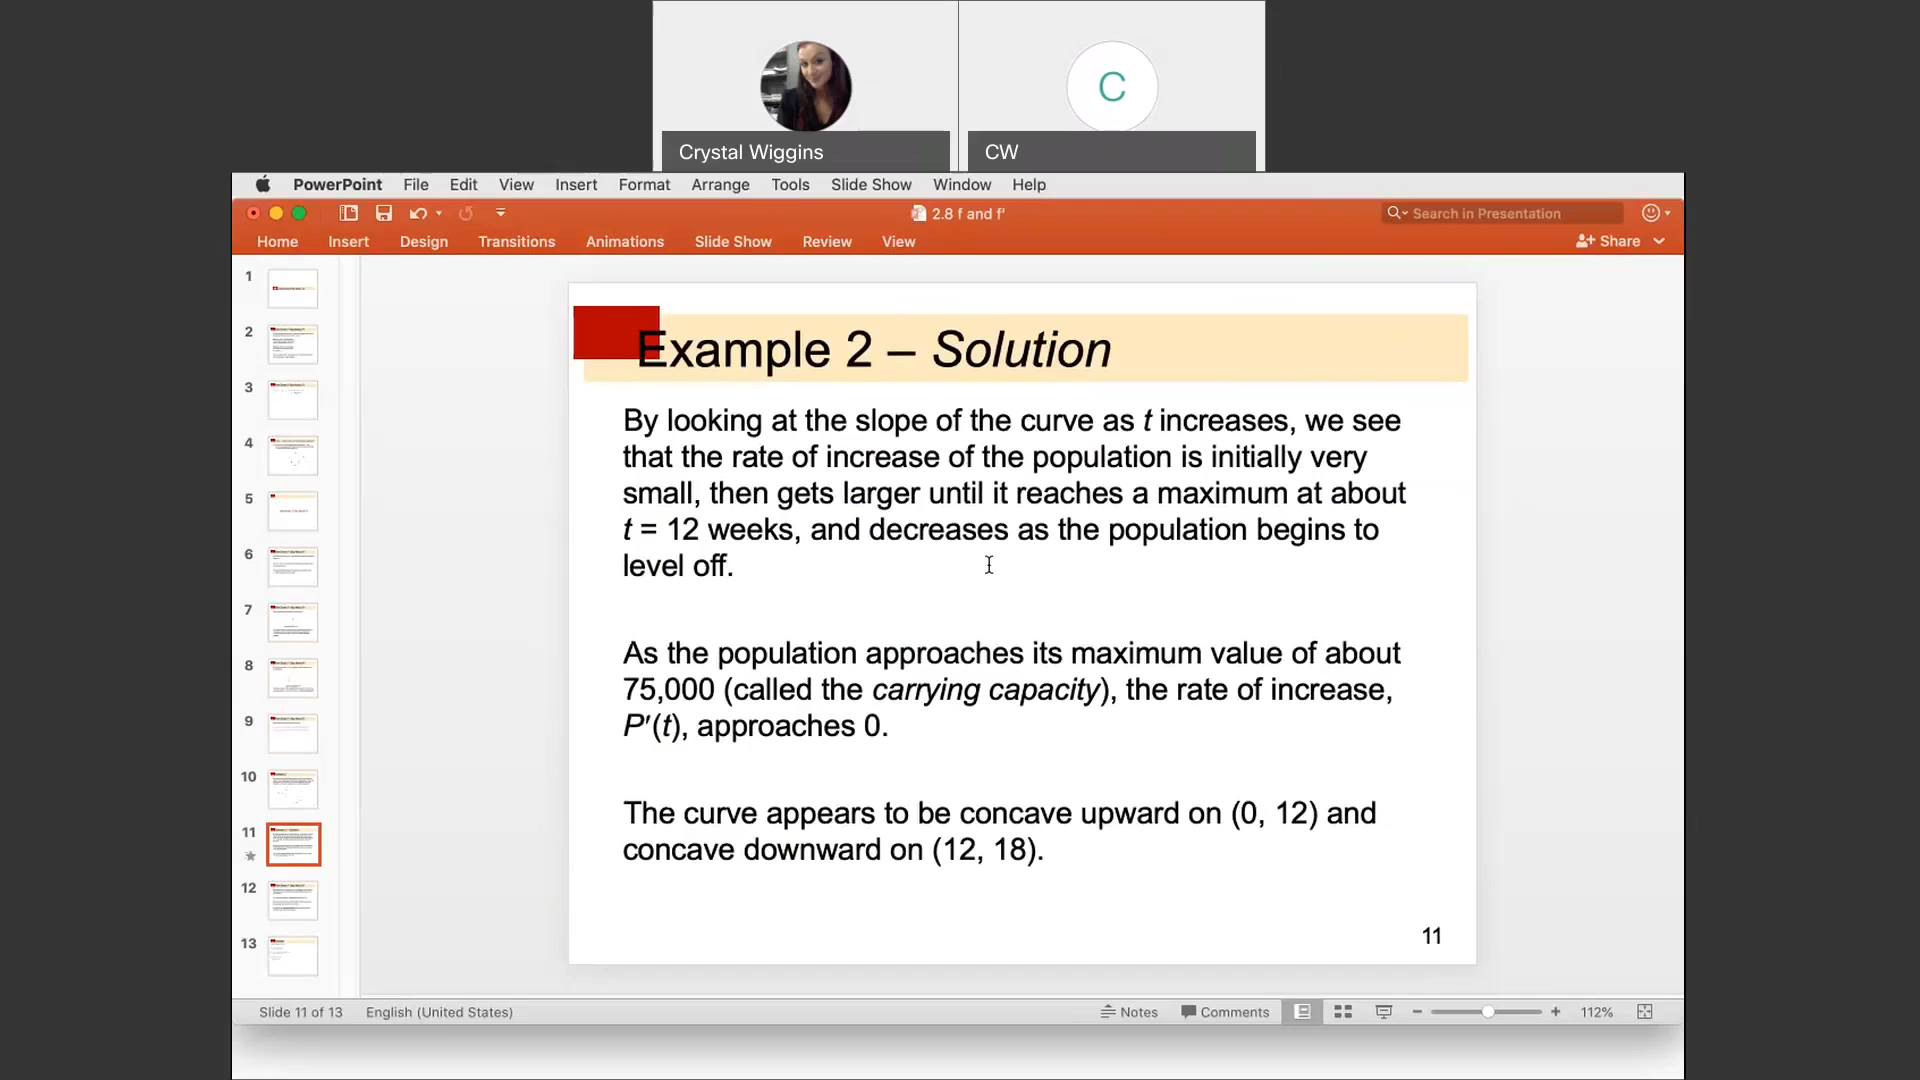 C
Crystal Wiggins
CW
PowerPoint File Edit View Insert Format Arrange Tools Slide Show Window Help
2.8 f and f'
Search in Presentation
Home Insert Design Transitions Animations Slide Show Review View
Share
1
2
3
4
5
6
7
8
9
10
11
12
13
Example 2 – Solution
By looking at the slope of the curve as t increases, we see
that the rate of increase of the population is initially very
small, then gets larger until it reaches a maximum at about
t = 12 weeks, and decreases as the population begins to
level off.
As the population approaches its maximum value of about
75,000 (called the carrying capacity), the rate of increase,
P′(t), approaches 0.
The curve appears to be concave upward on (0, 12) and
concave downward on (12, 18).
11
Slide 11 of 13 English (United States)
Notes Comments 112%